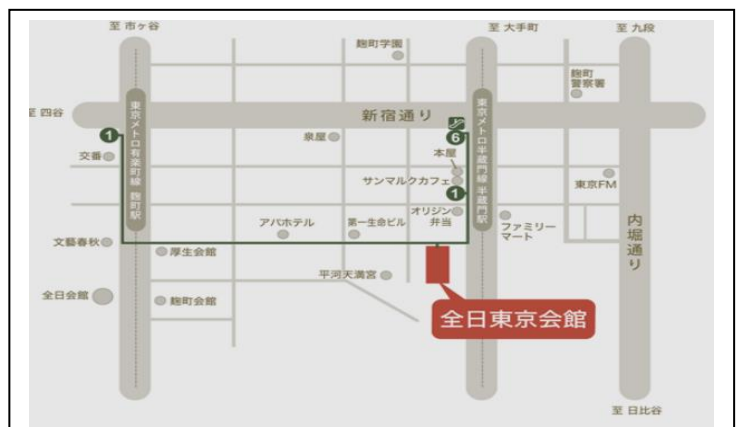 至 市ヶ谷
至 大手町
至 九段
麹町学園
麹町
警察署
至 四谷
新宿通り
東京メトロ有楽町線 麹町駅
東京メトロ半蔵門線 半蔵門駅
1
6
泉屋
本屋
交番
サンマルクカフェ
1
東京FM
オリジン
弁当
アパホテル
第一生命ビル
ファミリー
マート
内堀通り
文藝春秋
厚生会館
平河天満宮
全日会館
麹町会館
全日東京会館
至 日比谷